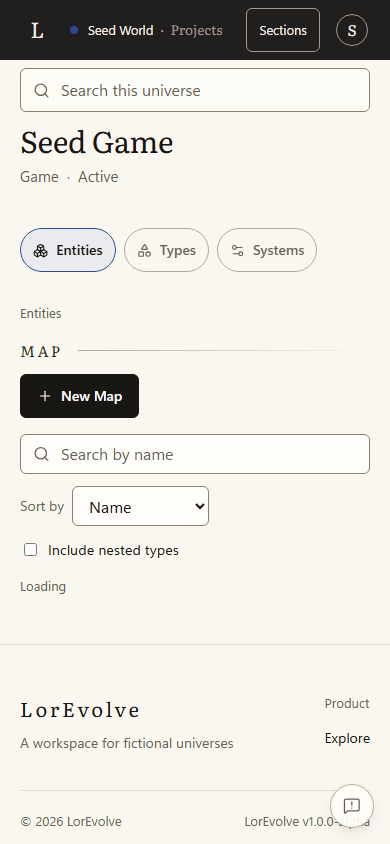 L Seed World · Projects Sections S
Search this universe
Seed Game
Game · Active
Entities Types Systems
Entities
MAP
New Map
Search by name
Sort by Name
Include nested types
Loading
LorEvolve Product
A workspace for fictional universes Explore
© 2026 LorEvolve LorEvolve v1.0.0-alpha